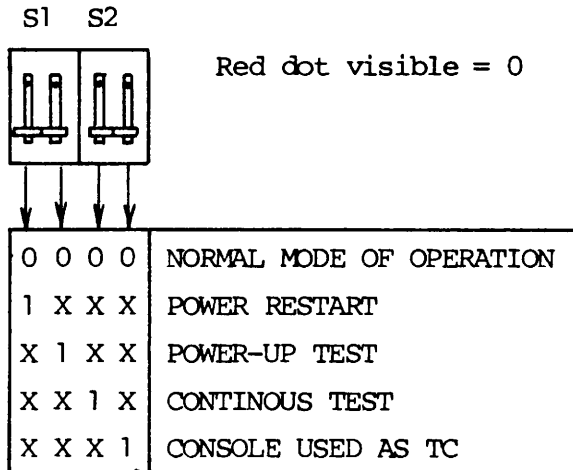 S1 S2
Red dot visible = 0
0 0 0 0 NORMAL MODE OF OPERATION
1 X X X POWER RESTART
X 1 X X POWER-UP TEST
X X 1 X CONTINOUS TEST
X X X 1 CONSOLE USED AS TC